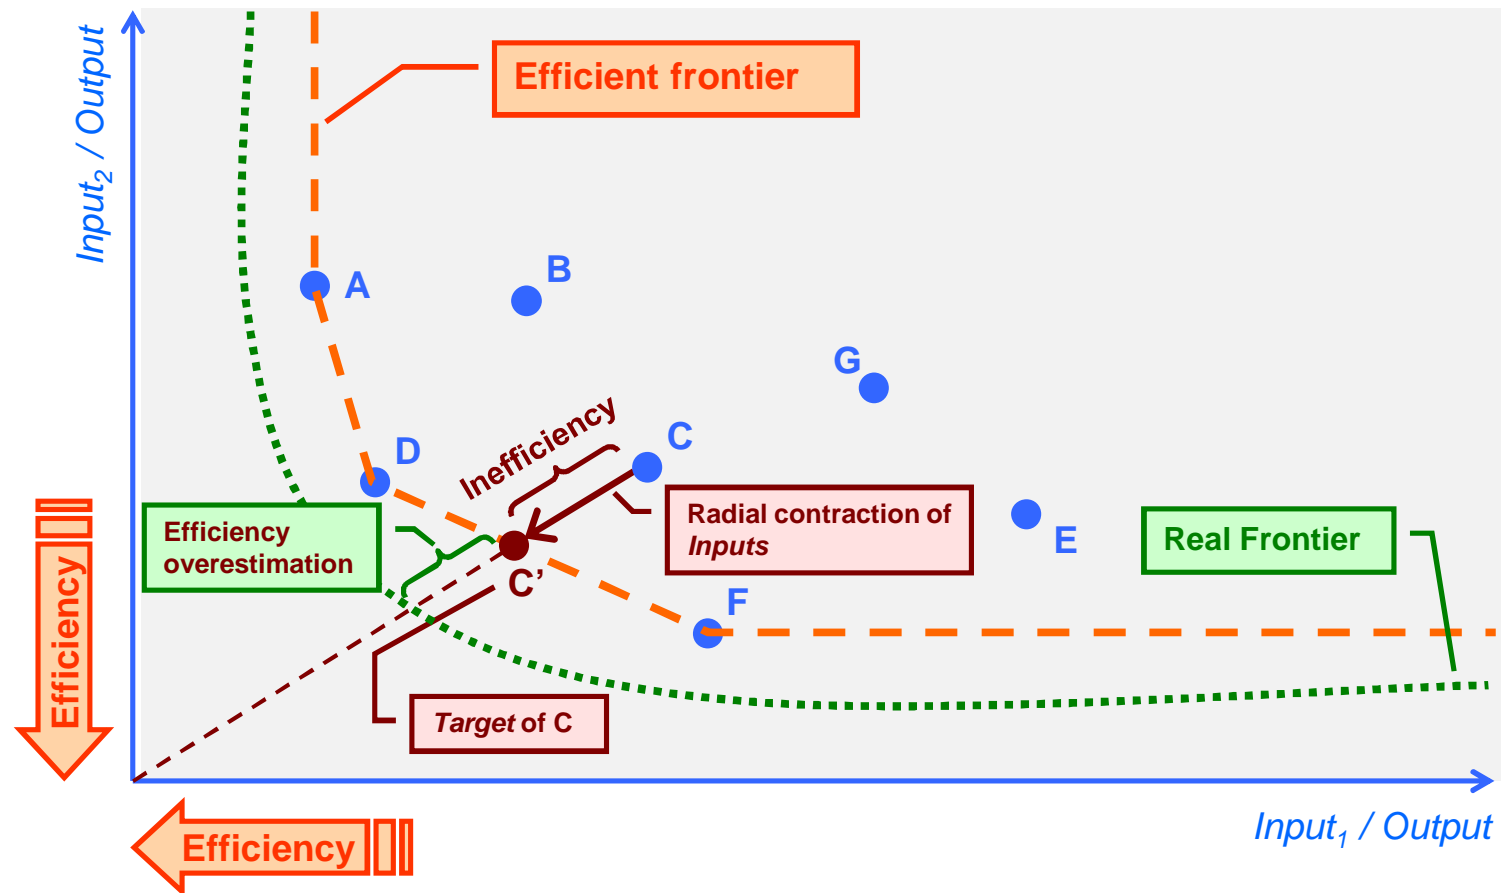 Input₂ / Output
Efficient frontier
A
B
G
D
Inefficiency
C
Efficiency
overestimation
Radial contraction of
Inputs
E
Real Frontier
C’
F
Efficiency
Target of C
Efficiency
Input₁ / Output